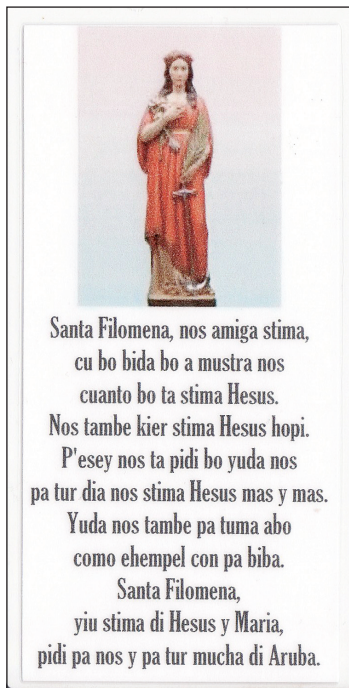 Santa Filomena, nos amiga stima,
cu bo bida bo a mustra nos
cuanto bo ta stima Hesus.
Nos tambe kier stima Hesus hopi.
P'esey nos ta pidi bo yuda nos
pa tur dia nos stima Hesus mas y mas.
Yuda nos tambe pa tuma abo
como ehempel con pa biba.
Santa Filomena,
yiu stima di Hesus y Maria,
pidi pa nos y pa tur mucha di Aruba.